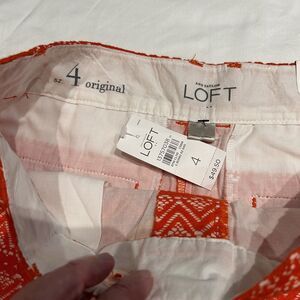 SZ: 4 original
ANN TAYLOR
LOFT
LOFT
4
$49.50